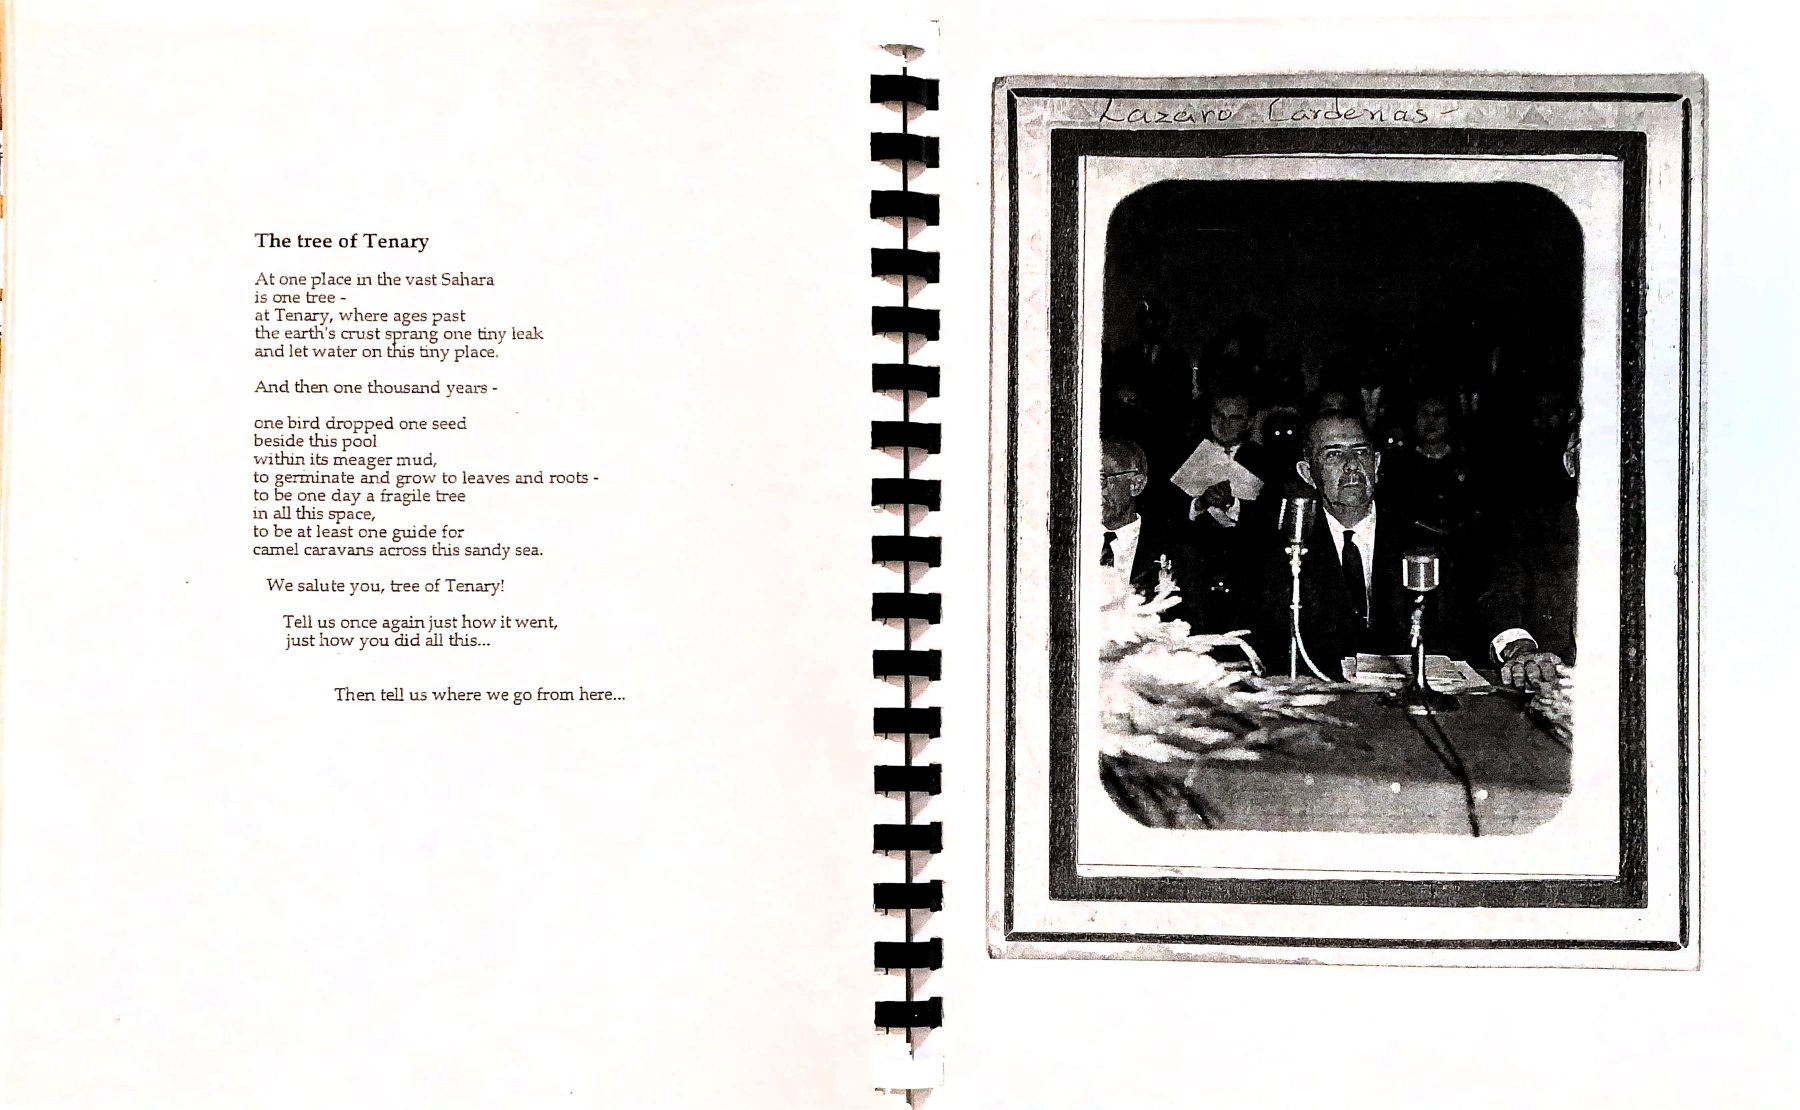 The tree of Tenary
At one place in the vast Sahara
is one tree -
at Tenary, where ages past
the earth's crust sprang one tiny leak
and let water on this tiny place.
And then one thousand years -
one bird dropped one seed
beside this pool
within its meager mud,
to germinate and grow to leaves and roots -
to be one day a fragile tree
in all this space,
to be at least one guide for
camel caravans across this sandy sea.
We salute you, tree of Tenary!
Tell us once again just how it went,
just how you did all this...
Then tell us where we go from here...
Lazaro Cardenas -